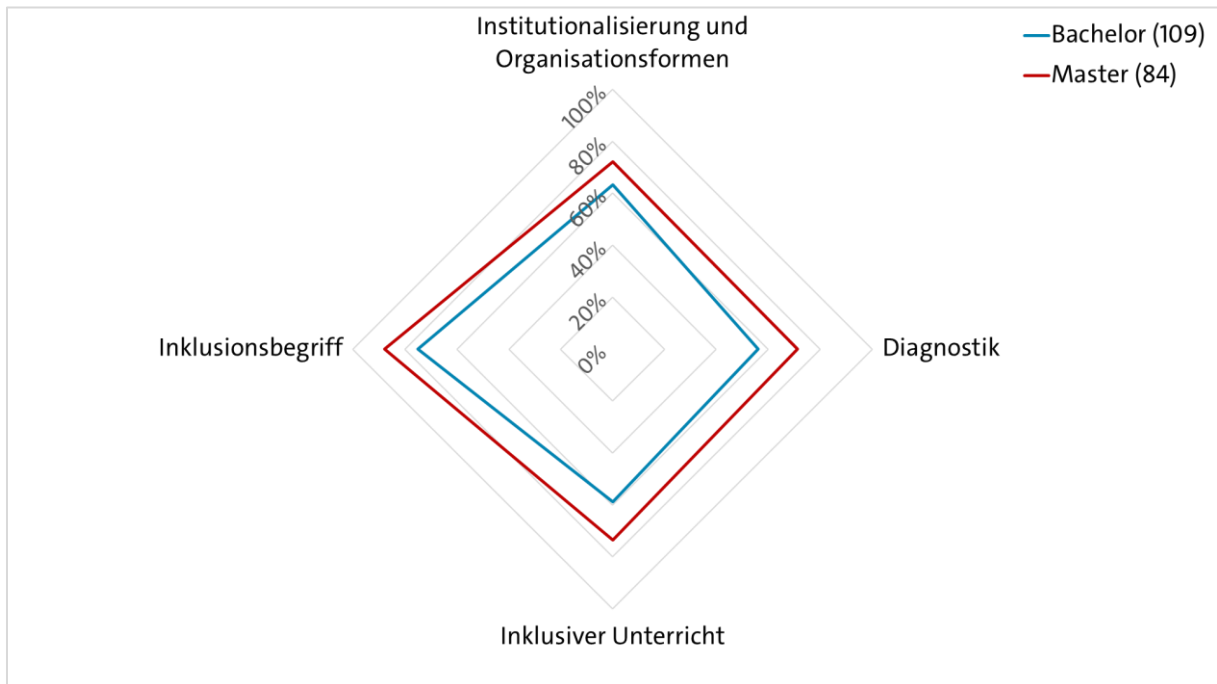 Institutionalisierung und
Organisationsformen
Bachelor (109)
Master (84)
100%
80%
60%
40%
20%
0%
Inklusionsbegriff
Diagnostik
Inklusiver Unterricht